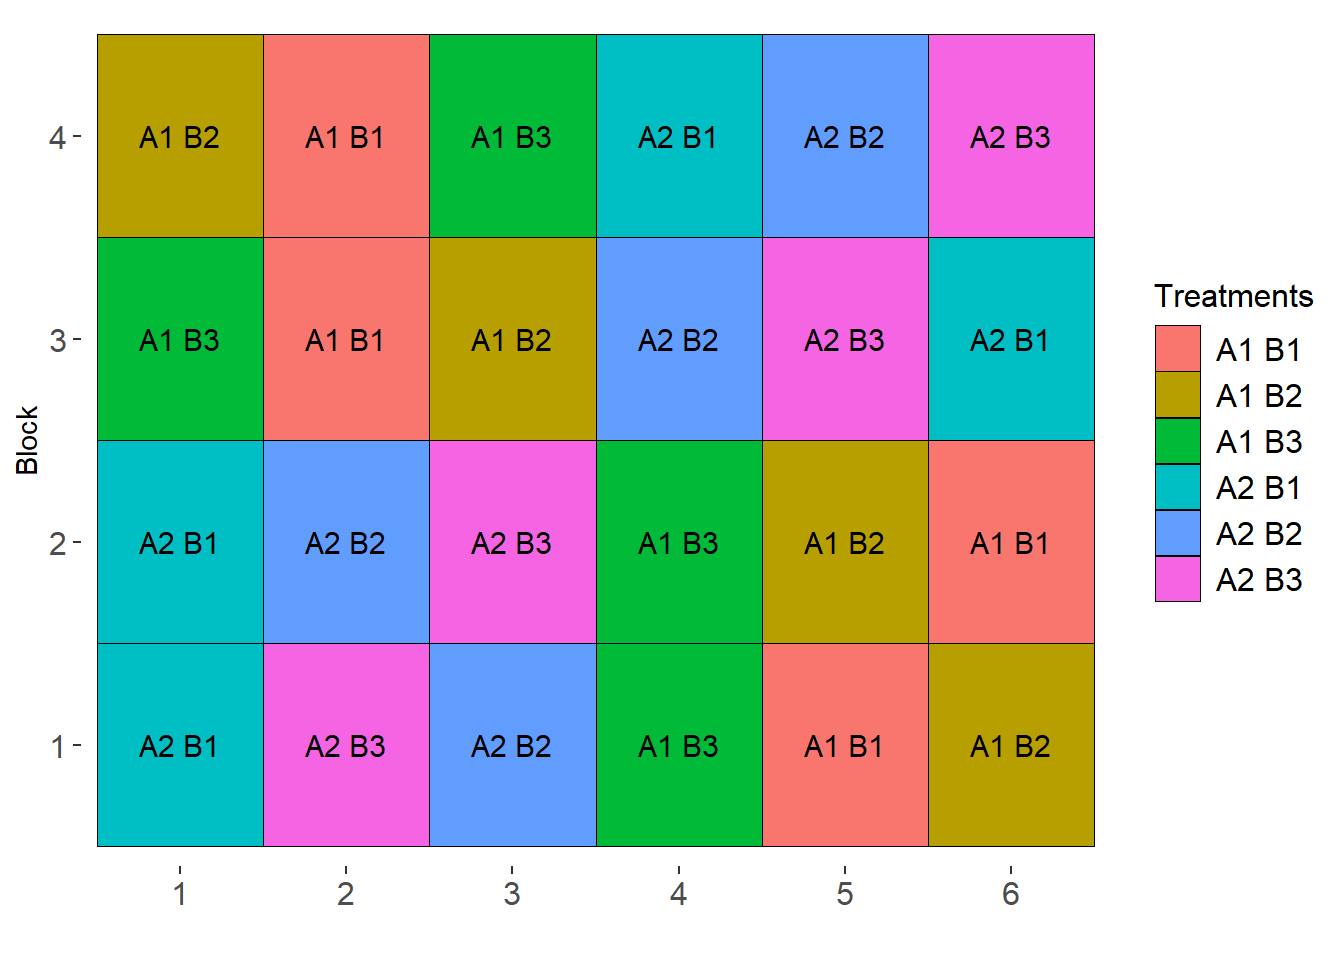 4
A1 B2 A1 B1 A1 B3 A2 B1 A2 B2 A2 B3
3
A1 B3 A1 B1 A1 B2 A2 B2 A2 B3 A2 B1
Block
2
A2 B1 A2 B2 A2 B3 A1 B3 A1 B2 A1 B1
1
A2 B1 A2 B3 A2 B2 A1 B3 A1 B1 A1 B2
1 2 3 4 5 6
Treatments
A1 B1
A1 B2
A1 B3
A2 B1
A2 B2
A2 B3